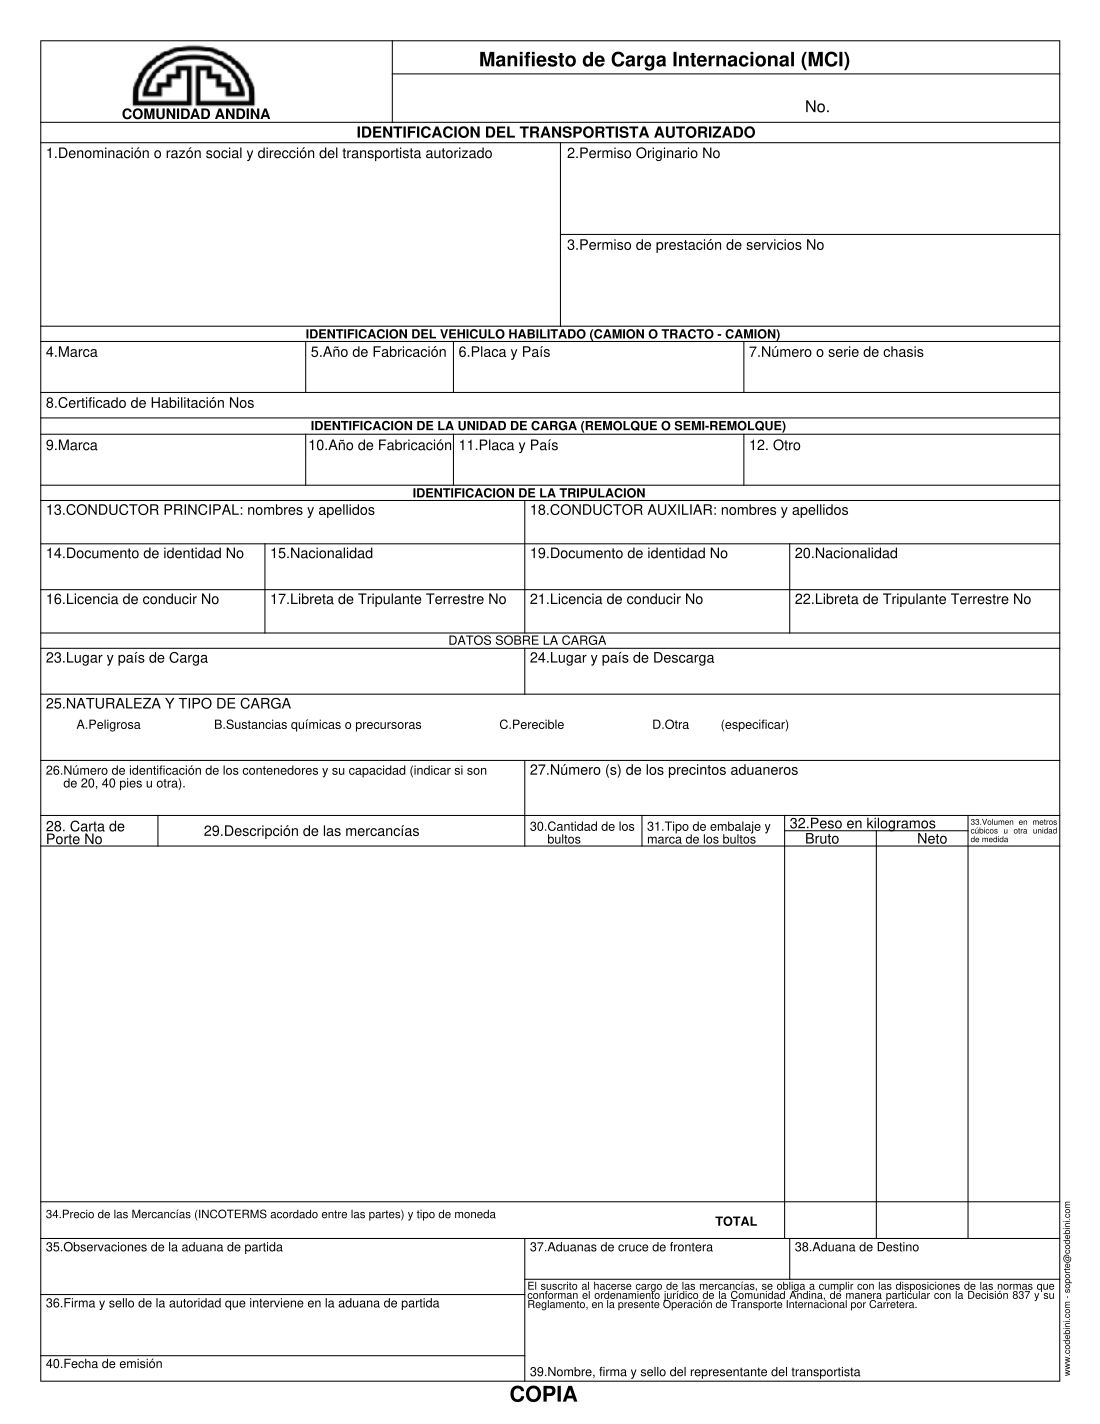 COMUNIDAD ANDINA
Manifiesto de Carga Internacional (MCI)
No.
IDENTIFICACION DEL TRANSPORTISTA AUTORIZADO
1.Denominación o razón social y dirección del transportista autorizado
2.Permiso Originario No
3.Permiso de prestación de servicios No
IDENTIFICACION DEL VEHICULO HABILITADO (CAMION O TRACTO - CAMION)
4.Marca
5.Año de Fabricación
6.Placa y País
7.Número o serie de chasis
8.Certificado de Habilitación Nos
IDENTIFICACION DE LA UNIDAD DE CARGA (REMOLQUE O SEMI-REMOLQUE)
9.Marca
10.Año de Fabricación
11.Placa y País
12. Otro
IDENTIFICACION DE LA TRIPULACION
13.CONDUCTOR PRINCIPAL: nombres y apellidos
18.CONDUCTOR AUXILIAR: nombres y apellidos
14.Documento de identidad No
15.Nacionalidad
19.Documento de identidad No
20.Nacionalidad
16.Licencia de conducir No
17.Libreta de Tripulante Terrestre No
21.Licencia de conducir No
22.Libreta de Tripulante Terrestre No
DATOS SOBRE LA CARGA
23.Lugar y país de Carga
24.Lugar y país de Descarga
25.NATURALEZA Y TIPO DE CARGA
A.Peligrosa
B.Sustancias químicas o precursoras
C.Perecible
D.Otra (especificar)
26.Número de identificación de los contenedores y su capacidad (indicar si son
de 20, 40 pies u otra).
27.Número (s) de los precintos aduaneros
28. Carta de
Porte No
29.Descripción de las mercancías
30.Cantidad de los
bultos
31.Tipo de embalaje y
marca de los bultos
32.Peso en kilogramos
Bruto
Neto
33.Volumen en metros
cúbicos u otra unidad
de medida
34.Precio de las Mercancías (INCOTERMS acordado entre las partes) y tipo de moneda
TOTAL
35.Observaciones de la aduana de partida
37.Aduanas de cruce de frontera
38.Aduana de Destino
El suscrito al hacerse cargo de las mercancías, se obliga a cumplir con las disposiciones de las normas que
conforman el ordenamiento jurídico de la Comunidad Andina, de manera particular con la Decisión 837 y su
Reglamento, en la presente Operación de Transporte Internacional por Carretera.
36.Firma y sello de la autoridad que interviene en la aduana de partida
40.Fecha de emisión
39.Nombre, firma y sello del representante del transportista
COPIA
www.codebini.com - soporte@codebini.com